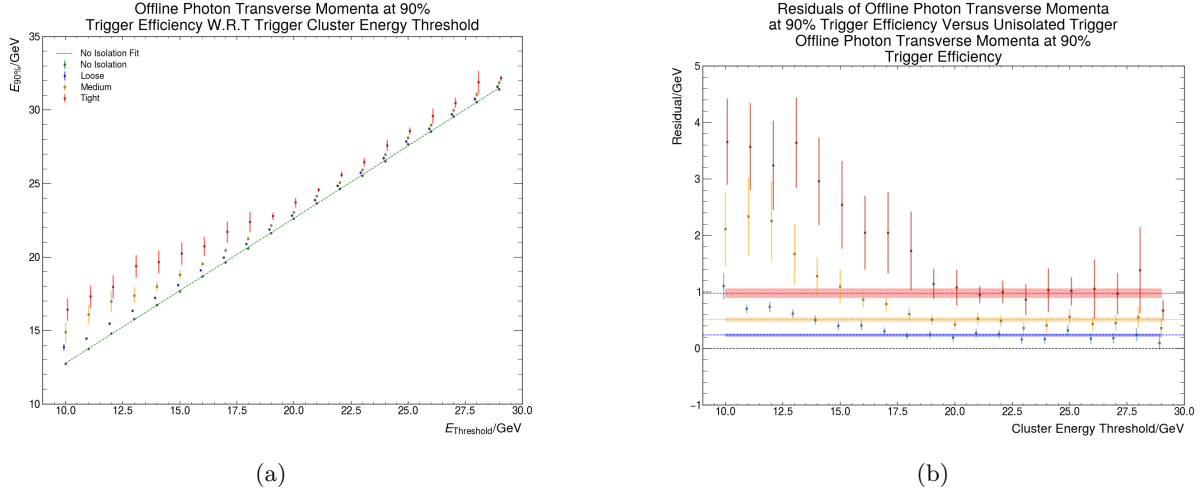 Offline Photon Transverse Momenta at 90%
Trigger Efficiency W.R.T Trigger Cluster Energy Threshold
E90%/GeV
35
30
25
20
15
10
No Isolation Fit
No Isolation
Loose
Medium
Tight
10.0 12.5 15.0 17.5 20.0 22.5 25.0 27.5 30.0
EThreshold/GeV
(a)
Residuals of Offline Photon Transverse Momenta
at 90% Trigger Efficiency Versus Unisolated Trigger
Offline Photon Transverse Momenta at 90%
Trigger Efficiency
Residual/GeV
5
4
3
2
1
0
−1
10.0 12.5 15.0 17.5 20.0 22.5 25.0 27.5 30.0
Cluster Energy Threshold/GeV
(b)